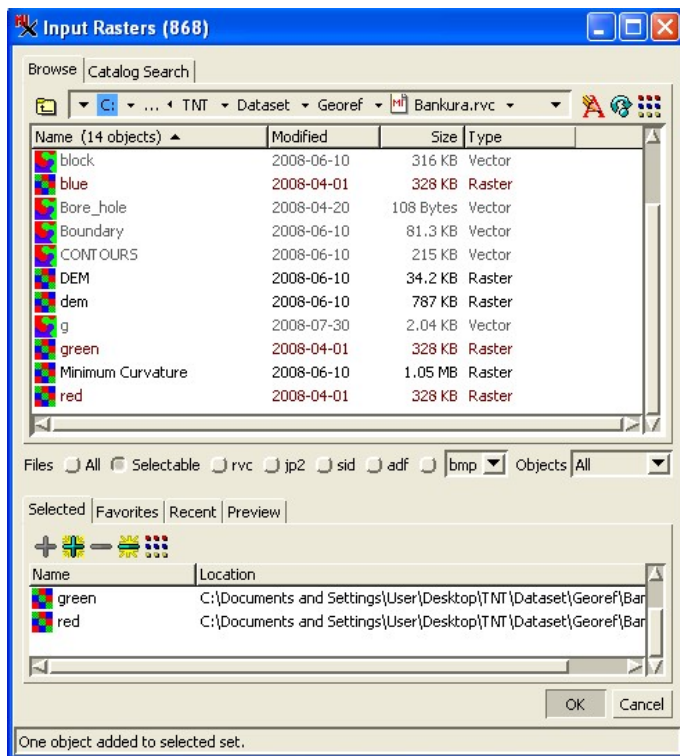 Input Rasters (868)
Browse Catalog Search
C: ... TNT Dataset Georef Bankura.rvc
Name (14 objects) Modified Size Type
block 2008-06-10 316 KB Vector
blue 2008-04-01 328 KB Raster
Bore_hole 2008-04-20 108 Bytes Vector
Boundary 2008-06-10 81.3 KB Vector
CONTOURS 2008-06-10 215 KB Vector
DEM 2008-06-10 34.2 KB Raster
dem 2008-06-10 787 KB Raster
g 2008-07-30 2.04 KB Vector
green 2008-04-01 328 KB Raster
Minimum Curvature 2008-06-10 1.05 MB Raster
red 2008-04-01 328 KB Raster
Files All Selectable rvc jp2 sid adf bmp Objects All
Selected Favorites Recent Preview
Name Location
green C:\Documents and Settings\User\Desktop\TNT\Dataset\Georef\Bar
red C:\Documents and Settings\User\Desktop\TNT\Dataset\Georef\Bar
OK Cancel
One object added to selected set.